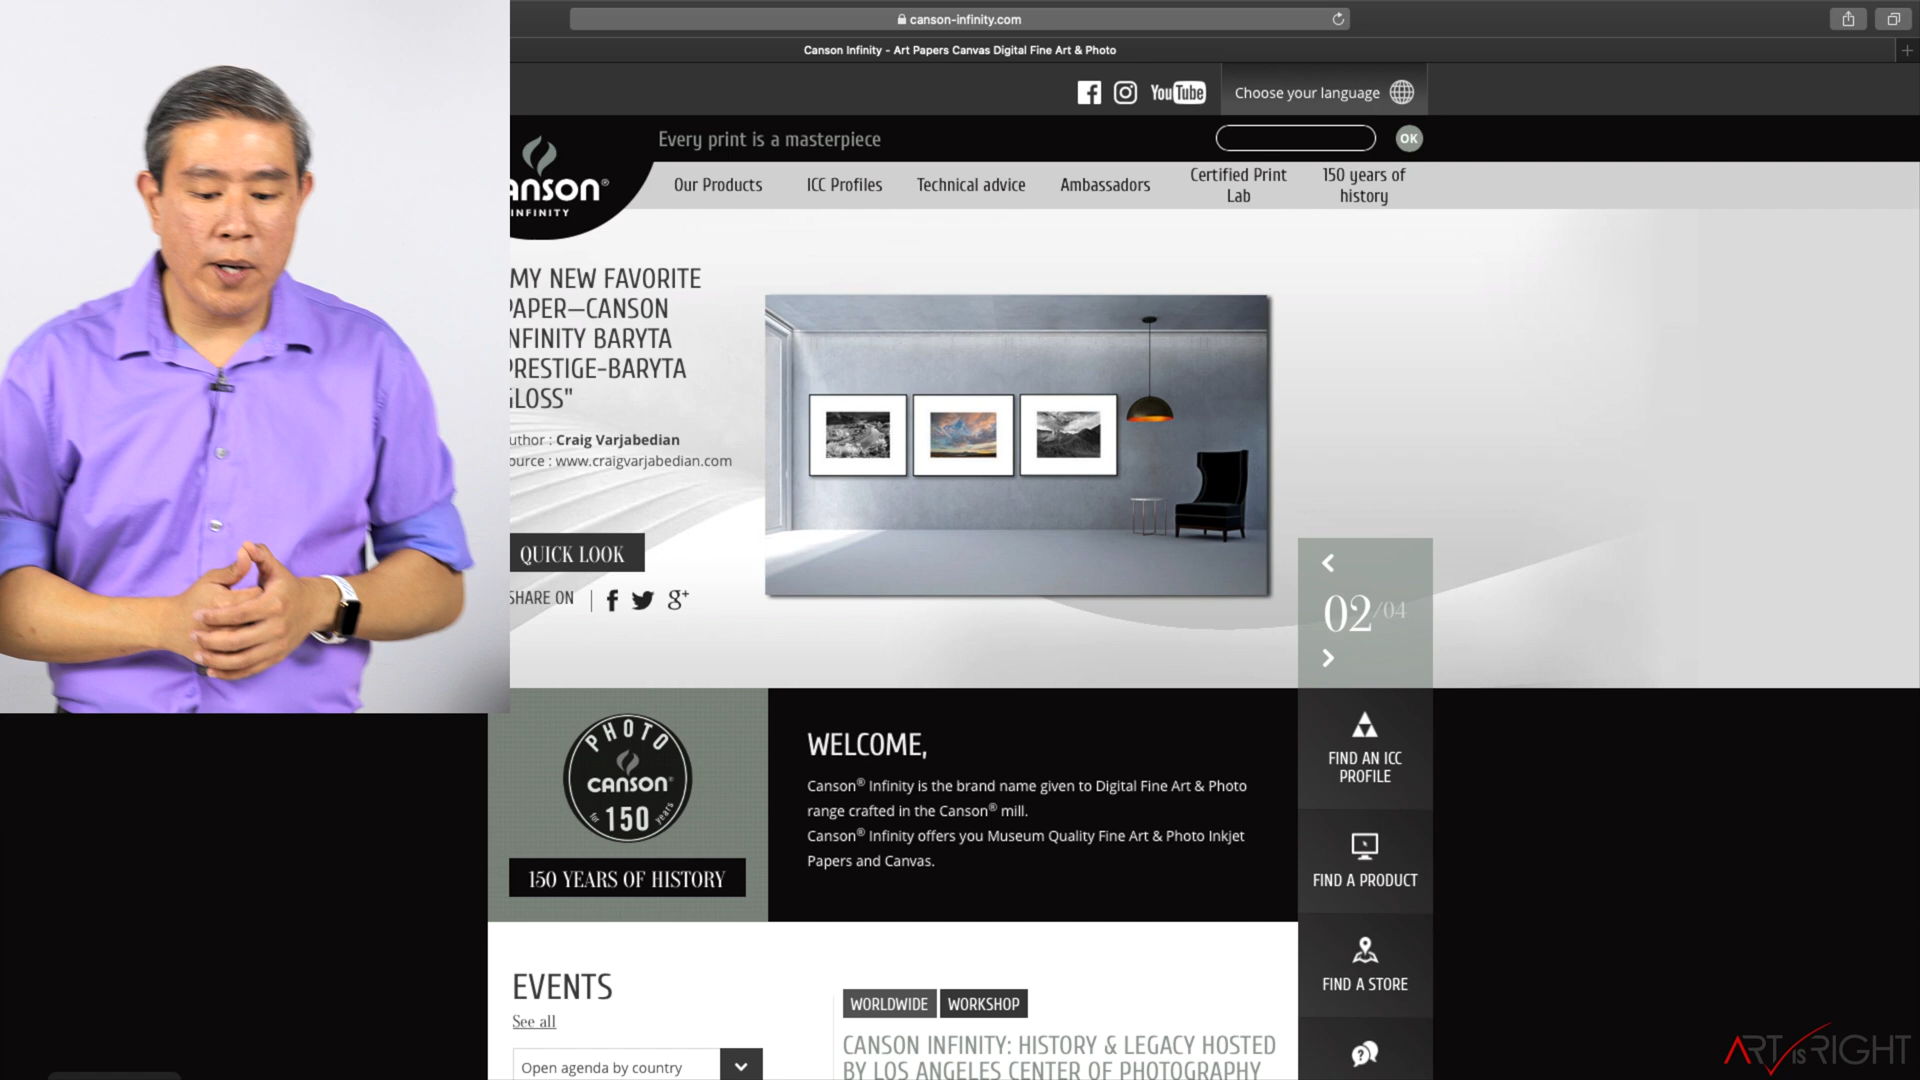 canson-infinity.com
Canson Infinity - Art Papers Canvas Digital Fine Art & Photo
YouTube
Choose your language
Every print is a masterpiece
OK
anson®
INFINITY
Our Products
ICC Profiles
Technical advice
Ambassadors
Certified Print
Lab
150 years of
history
MY NEW FAVORITE
PAPER—CANSON
INFINITY BARYTA
PRESTIGE-BARYTA
GLOSS"
uthor : Craig Varjabedian
ource : www.craigvarjabedian.com
QUICK LOOK
SHARE ON
g+
02/04
PHOTO
CANSON®
for 150 years
150 YEARS OF HISTORY
WELCOME,
Canson® Infinity is the brand name given to Digital Fine Art & Photo
range crafted in the Canson® mill.
Canson® Infinity offers you Museum Quality Fine Art & Photo Inkjet
Papers and Canvas.
FIND AN ICC
PROFILE
FIND A PRODUCT
FIND A STORE
EVENTS
See all
Open agenda by country
WORLDWIDE
WORKSHOP
CANSON INFINITY: HISTORY & LEGACY HOSTED
BY LOS ANGELES CENTER OF PHOTOGRAPHY
ART IS RIGHT